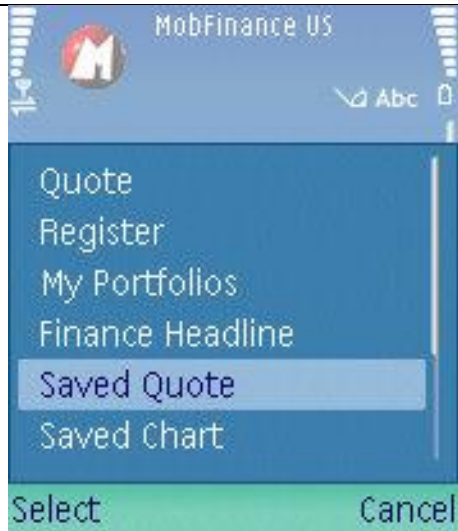 MobFinance US
M
Abc
Quote
Register
My Portfolios
Finance Headline
Saved Quote
Saved Chart
Select Cancel